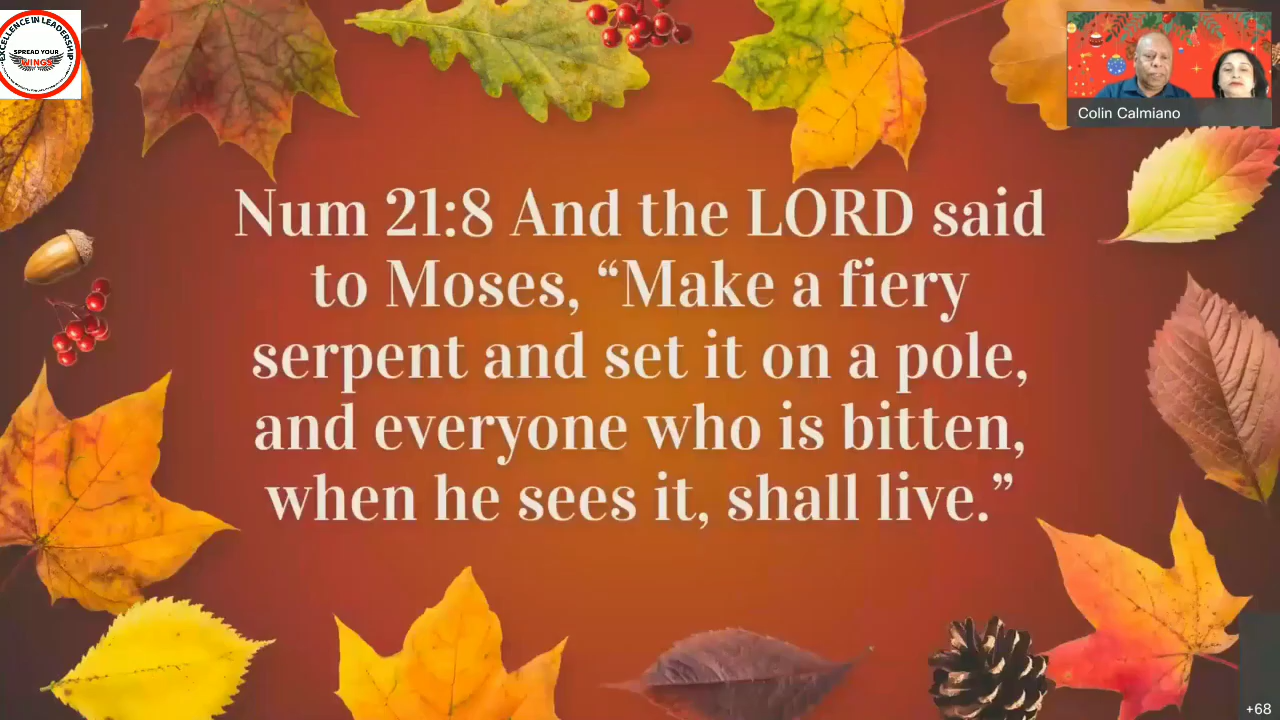 EXCELLENCE IN LEADERSHIP
SPREAD YOUR
WINGS
Colin Calmiano
Num 21:8 And the LORD said
to Moses, “Make a fiery
serpent and set it on a pole,
and everyone who is bitten,
when he sees it, shall live.”
+68